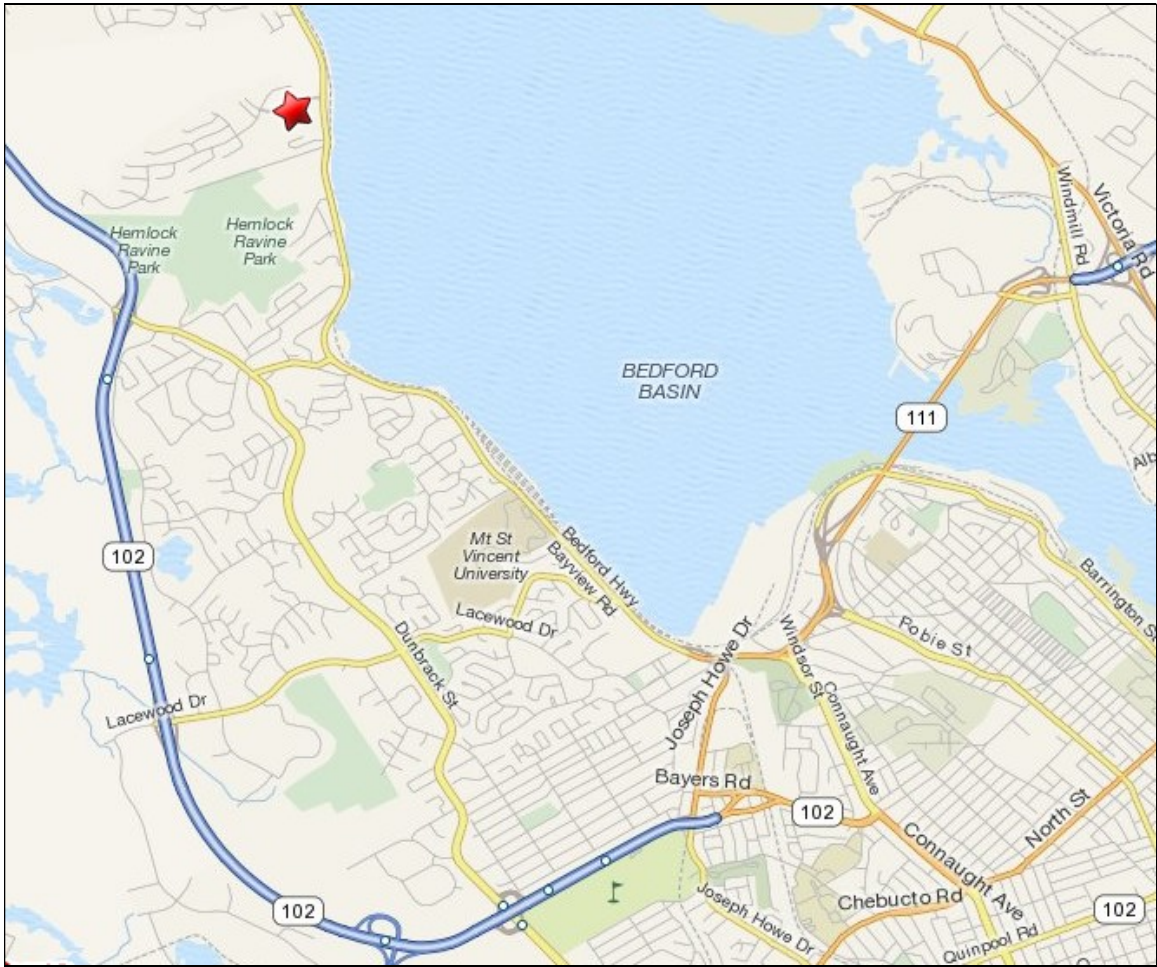 Hemlock
Ravine
Park
Hemlock
Ravine
Park
Windmill Rd
Victoria Rd
BEDFORD
BASIN
111
Alb
102
Mt St
Vincent
University
Bedford Hwy
Bayview Rd
Lacewood Dr
Barrington St
Dunbrack St
Robie St
Windsor St
Joseph Howe Dr
Connaught Ave
Lacewood Dr
Bayers Rd
102
North St
Connaught Ave
Joseph Howe Dr
Chebucto Rd
102
102
Quinpool Rd